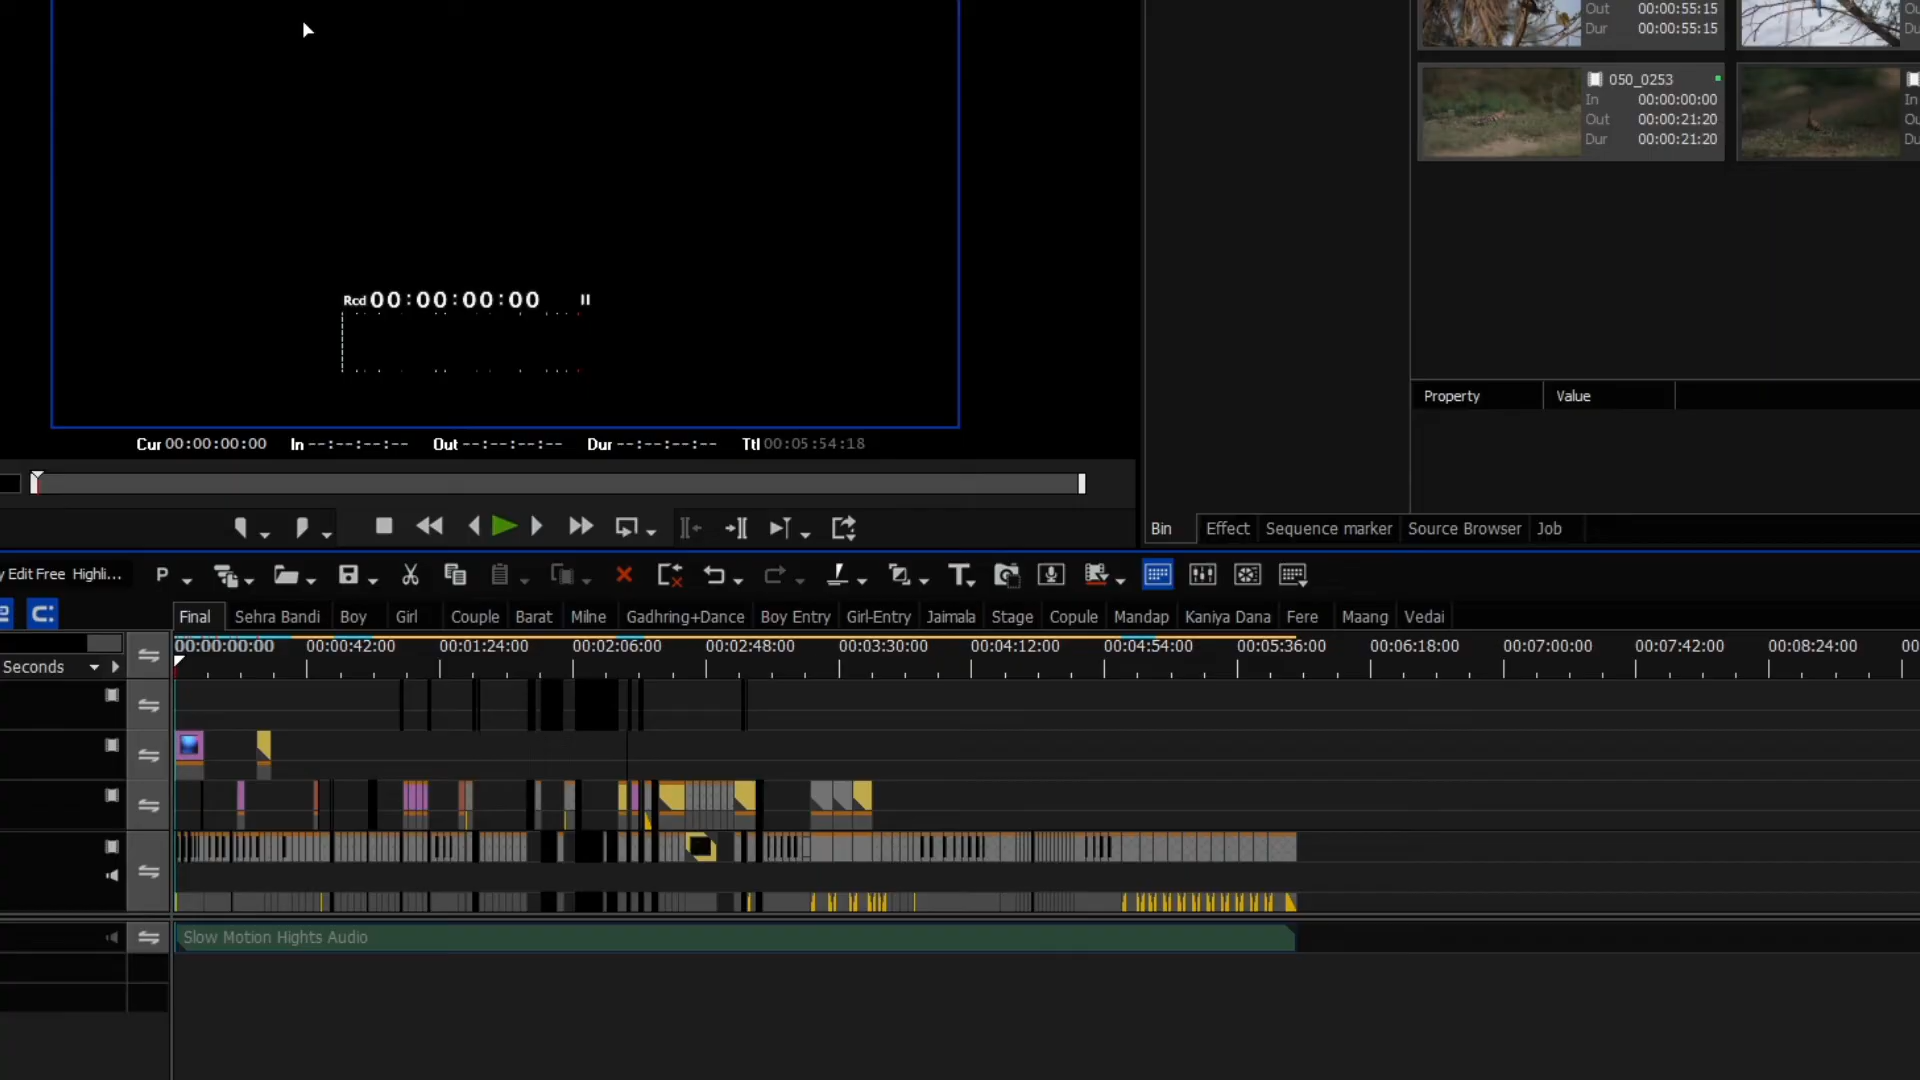 Out 00:00:55:15
Dur 00:00:55:15
050_0253
In 00:00:00:00
Out 00:00:21:20
Dur 00:00:21:20
In
Dur
Rcd 00:00:00:00
Property Value
Cur 00:00:00:00 In --:--:--:-- Out --:--:--:-- Dur --:--:--:-- Ttl 00:05:54:18
Bin Effect Sequence marker Source Browser Job
y Edit Free Highli... P
C:
Final Sehra Bandi Boy Girl Couple Barat Milne Gadhring+Dance Boy Entry Girl-Entry Jaimala Stage Copule Mandap Kaniya Dana Fere Maang Vedai
00:00:00:00 00:00:42:00 00:01:24:00 00:02:06:00 00:02:48:00 00:03:30:00 00:04:12:00 00:04:54:00 00:05:36:00 00:06:18:00 00:07:00:00 00:07:42:00 00:08:24:00 00
Seconds
Slow Motion Hights Audio